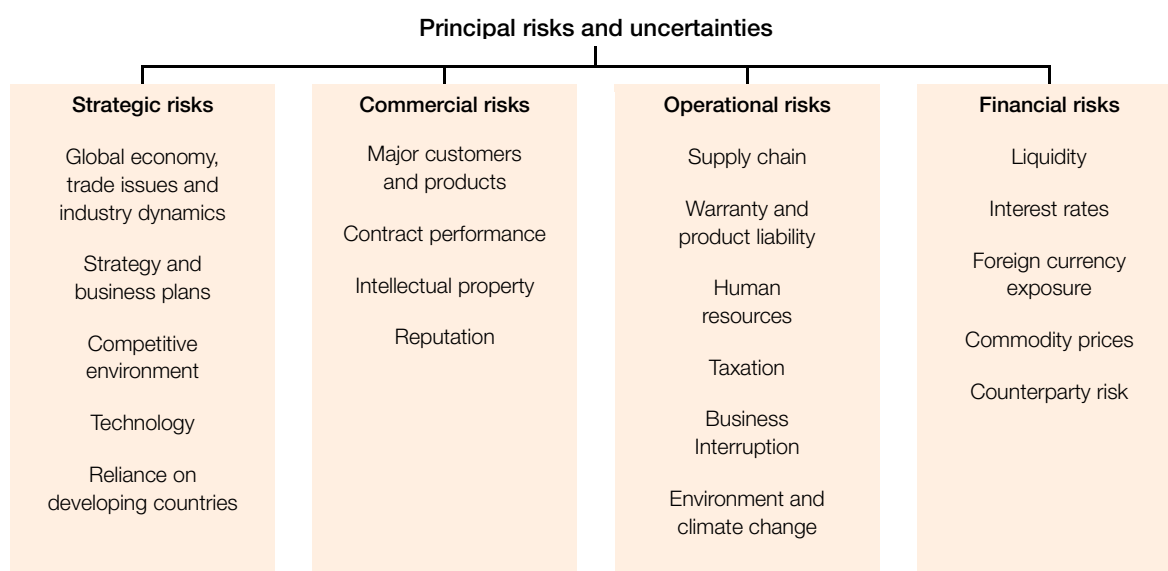 Principal risks and uncertainties
Strategic risks
Global economy,
trade issues and
industry dynamics
Strategy and
business plans
Competitive
environment
Technology
Reliance on
developing countries
Commercial risks
Major customers
and products
Contract performance
Intellectual property
Reputation
Operational risks
Supply chain
Warranty and
product liability
Human
resources
Taxation
Business
Interruption
Environment and
climate change
Financial risks
Liquidity
Interest rates
Foreign currency
exposure
Commodity prices
Counterparty risk